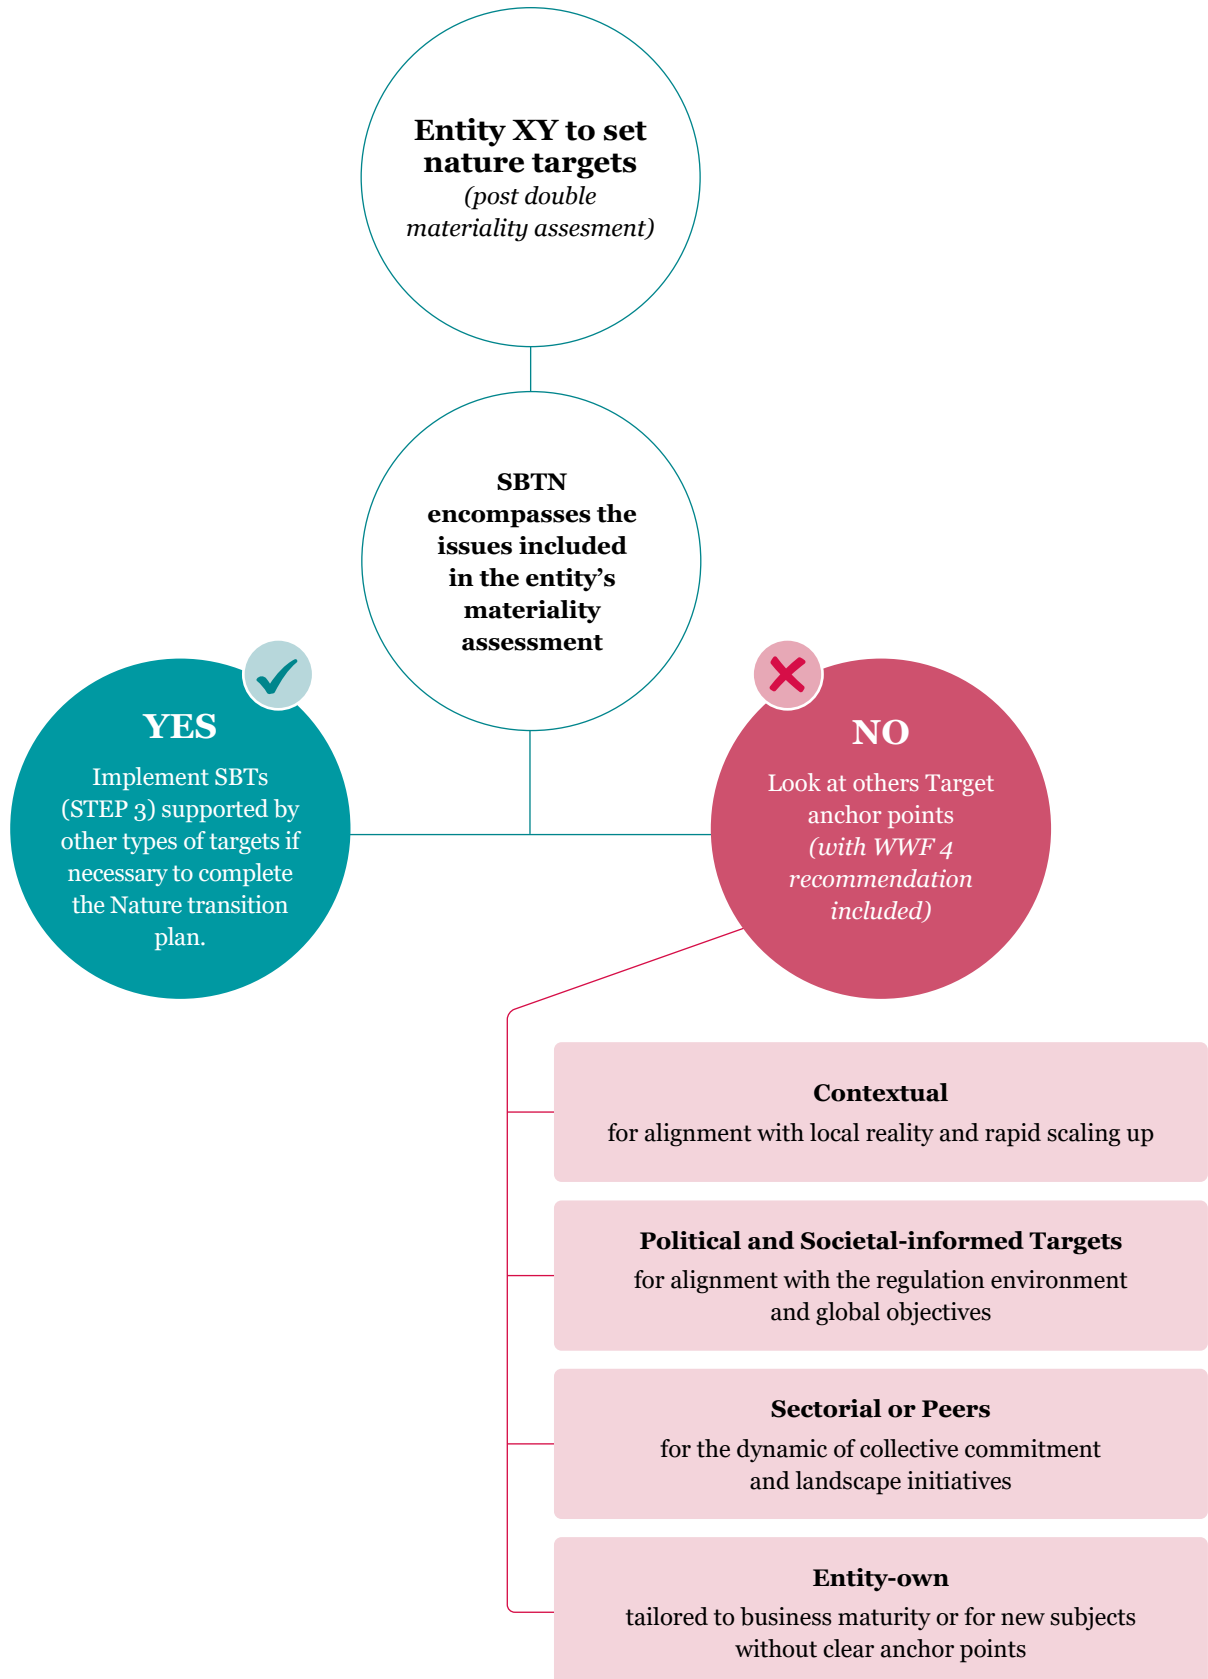 Entity XY to set
nature targets
(post double
materiality assesment)
SBTN
encompasses the
issues included
in the entity’s
materiality
assessment
YES
Implement SBTs
(STEP 3) supported by
other types of targets if
necessary to complete
the Nature transition
plan.
NO
Look at others Target
anchor points
(with WWF 4
recommendation
included)
Contextual
for alignment with local reality and rapid scaling up
Political and Societal-informed Targets
for alignment with the regulation environment
and global objectives
Sectorial or Peers
for the dynamic of collective commitment
and landscape initiatives
Entity-own
tailored to business maturity or for new subjects
without clear anchor points